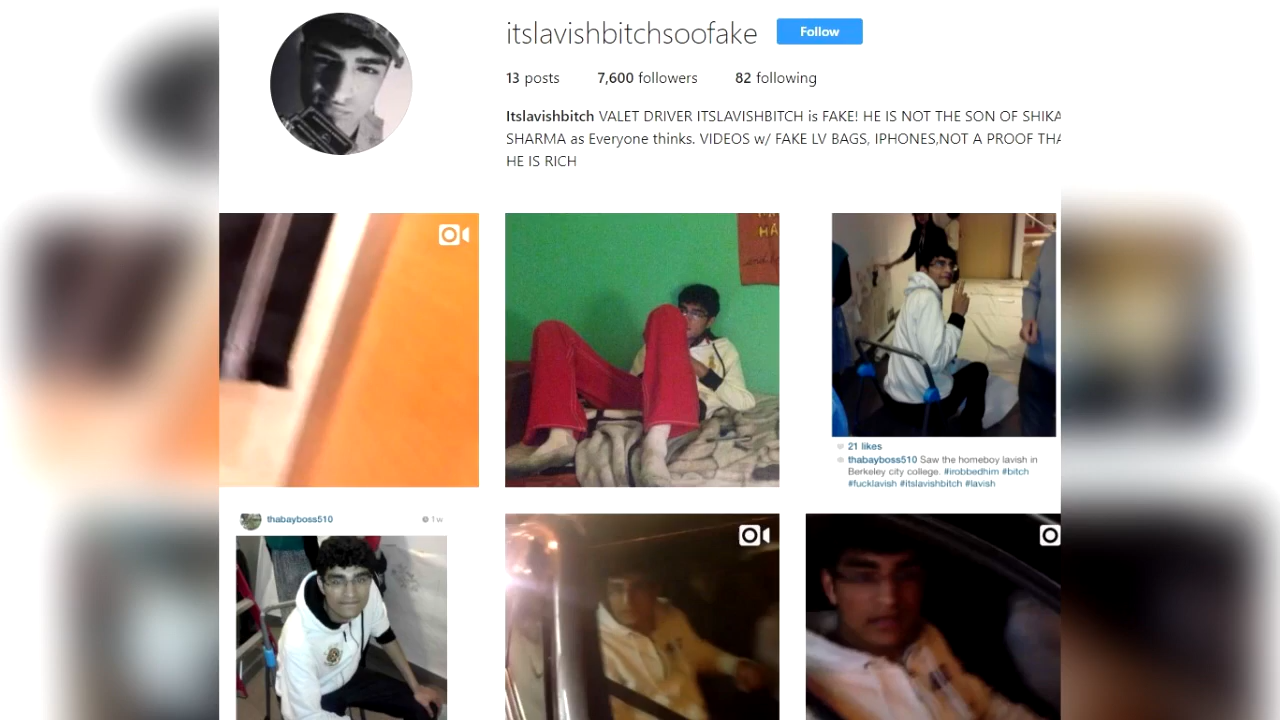 itslavishbitchsoofake
Follow
13 posts 7,600 followers 82 following
Itslavishbitch VALET DRIVER ITSLAVISHBITCH is FAKE! HE IS NOT THE SON OF SHIKA
SHARMA as Everyone thinks. VIDEOS w/ FAKE LV BAGS, IPHONES,NOT A PROOF THA
HE IS RICH
21 likes
thabayboss510 Saw the homeboy lavish in
Berkeley city college. #irobbedhim #bitch
#fucklavish #itslavishbitch #lavish
thabayboss510 1w